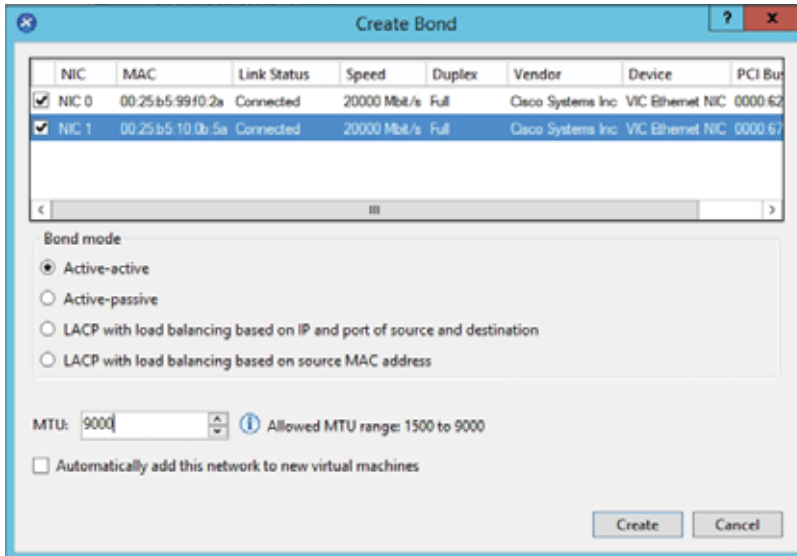 Create Bond
? x
NIC MAC Link Status Speed Duplex Vendor Device PCI Bus
NIC 0 00:25:b5:99:f0:2a Connected 20000 Mbit/s Full Cisco Systems Inc VIC Ethernet NIC 0000:62
NIC 1 00:25:b5:10:0b:5a Connected 20000 Mbit/s Full Cisco Systems Inc VIC Ethernet NIC 0000:67
Bond mode
Active-active
Active-passive
LACP with load balancing based on IP and port of source and destination
LACP with load balancing based on source MAC address
MTU: 9000 Allowed MTU range: 1500 to 9000
Automatically add this network to new virtual machines
Create Cancel